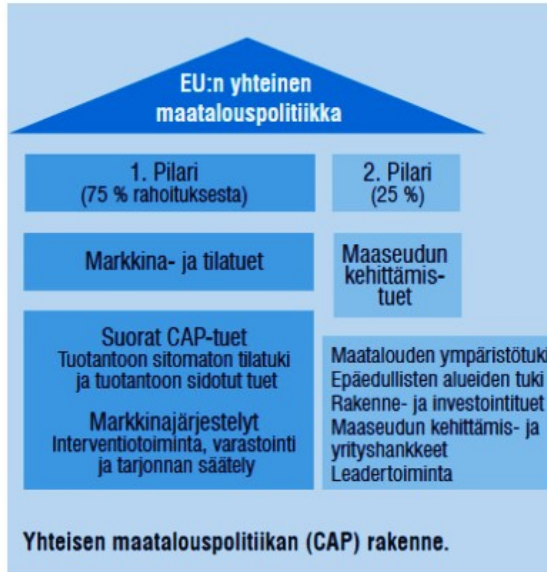 EU:n yhteinen
maatalouspolitiikka
1. Pilari
(75 % rahoituksesta)
2. Pilari
(25 %)
Markkina- ja tilatuet
Maaseudun
kehittämis-
tuet
Suorat CAP-tuet
Tuotantoon sitomaton tilatuki
ja tuotantoon sidotut tuet
Markkinajärjestelyt
Interventiotoiminta, varastointi
ja tarjonnan säätely
Maatalouden ympäristötuki
Epäedullisten alueiden tuki
Rakenne- ja investointituet
Maaseudun kehittämis- ja
yrityshankkeet
Leadertoiminta
Yhteisen maatalouspolitiikan (CAP) rakenne.